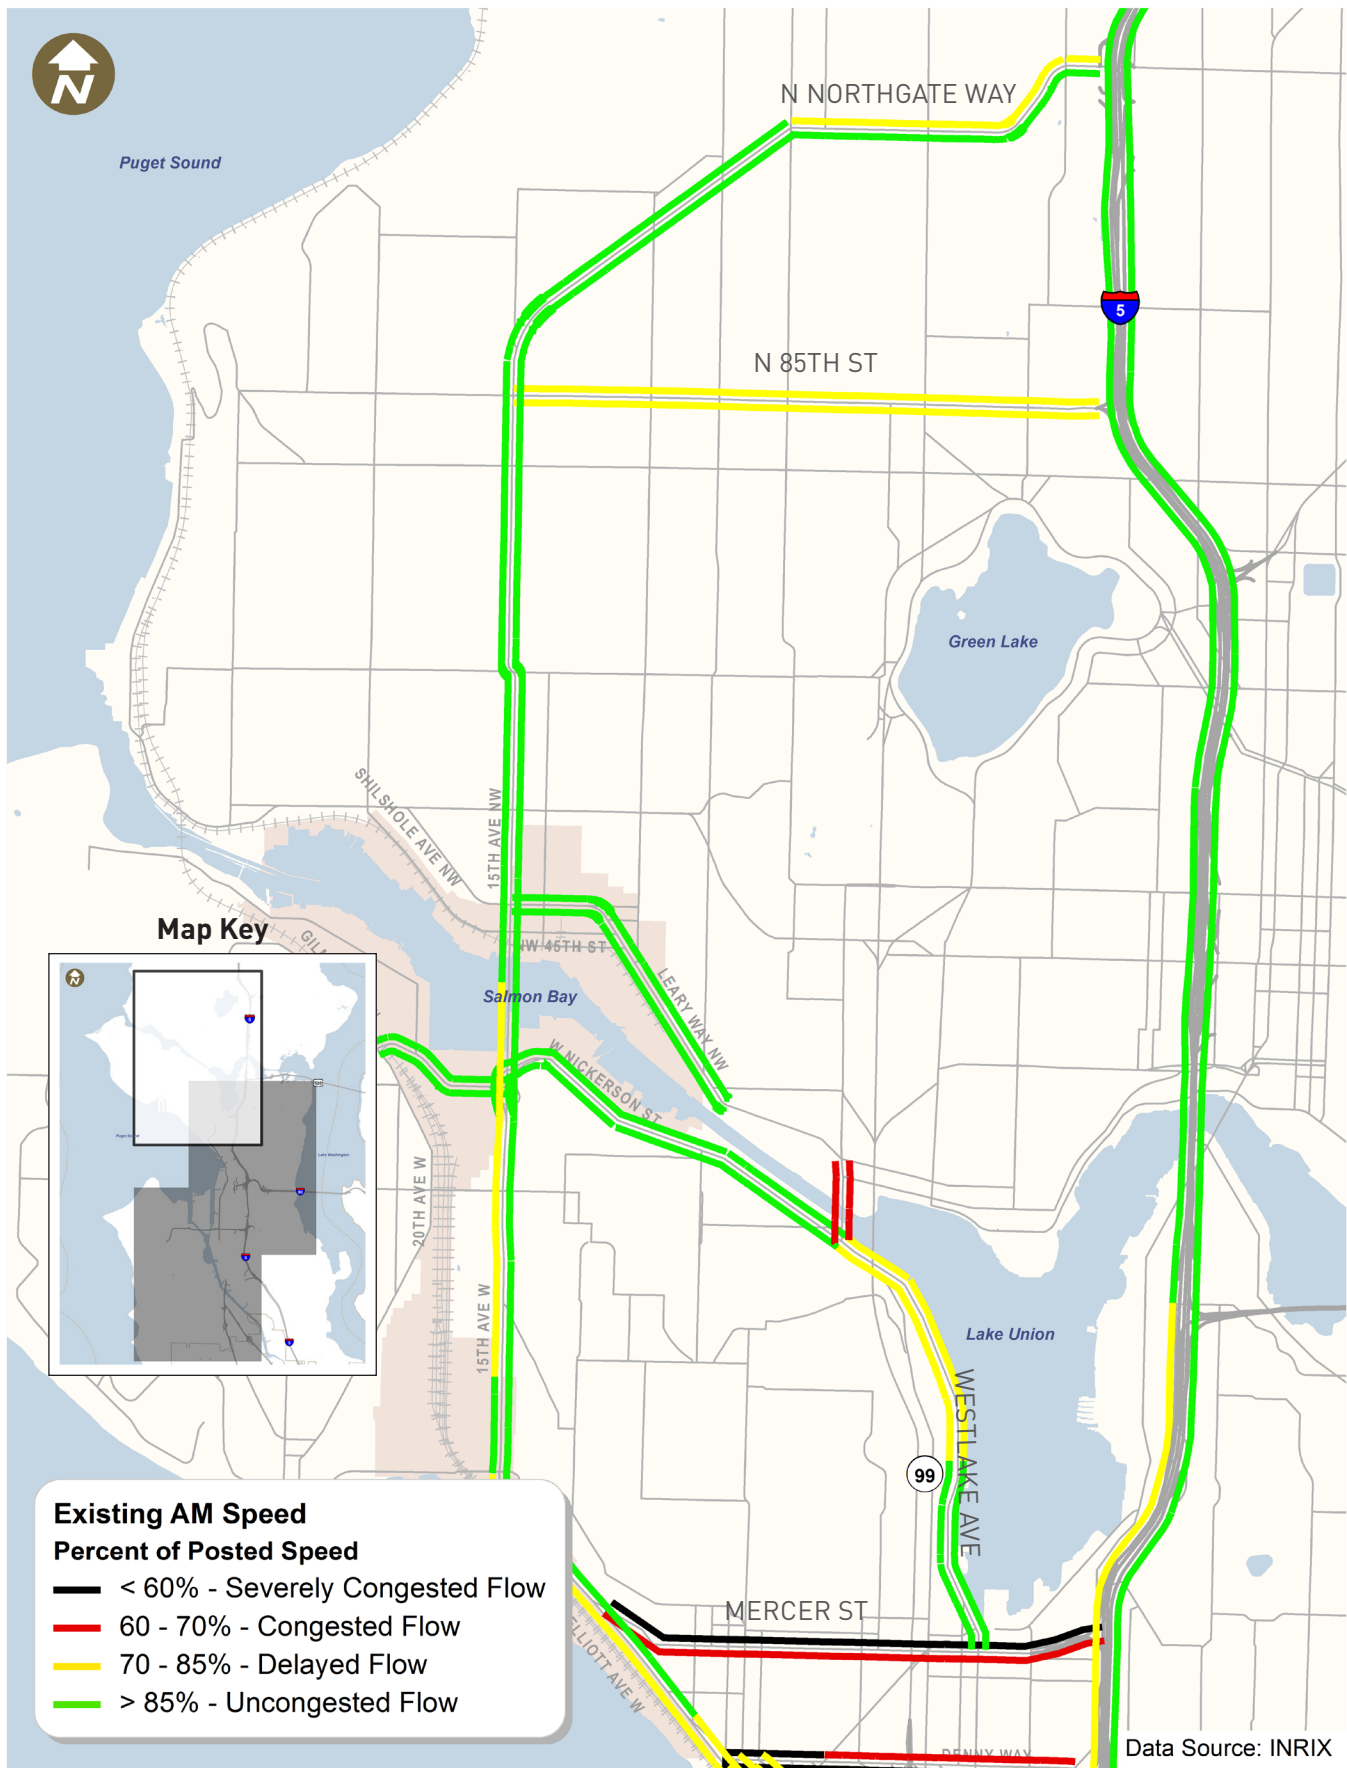 N
N NORTHGATE WAY
Puget Sound
5
N 85TH ST
Green Lake
SHILSHOLE AVE NW
15TH AVE NW
Map Key
NW 45TH ST
Salmon Bay
LEARY WAY NW
W NICKERSON ST
20TH AVE W
15TH AVE W
Lake Union
WESTLAKE AVE
99
Existing AM Speed
Percent of Posted Speed
< 60% - Severely Congested Flow
60 - 70% - Congested Flow
70 - 85% - Delayed Flow
> 85% - Uncongested Flow
MERCER ST
ELLIOTT AVE W
DENNY WAY
Data Source: INRIX